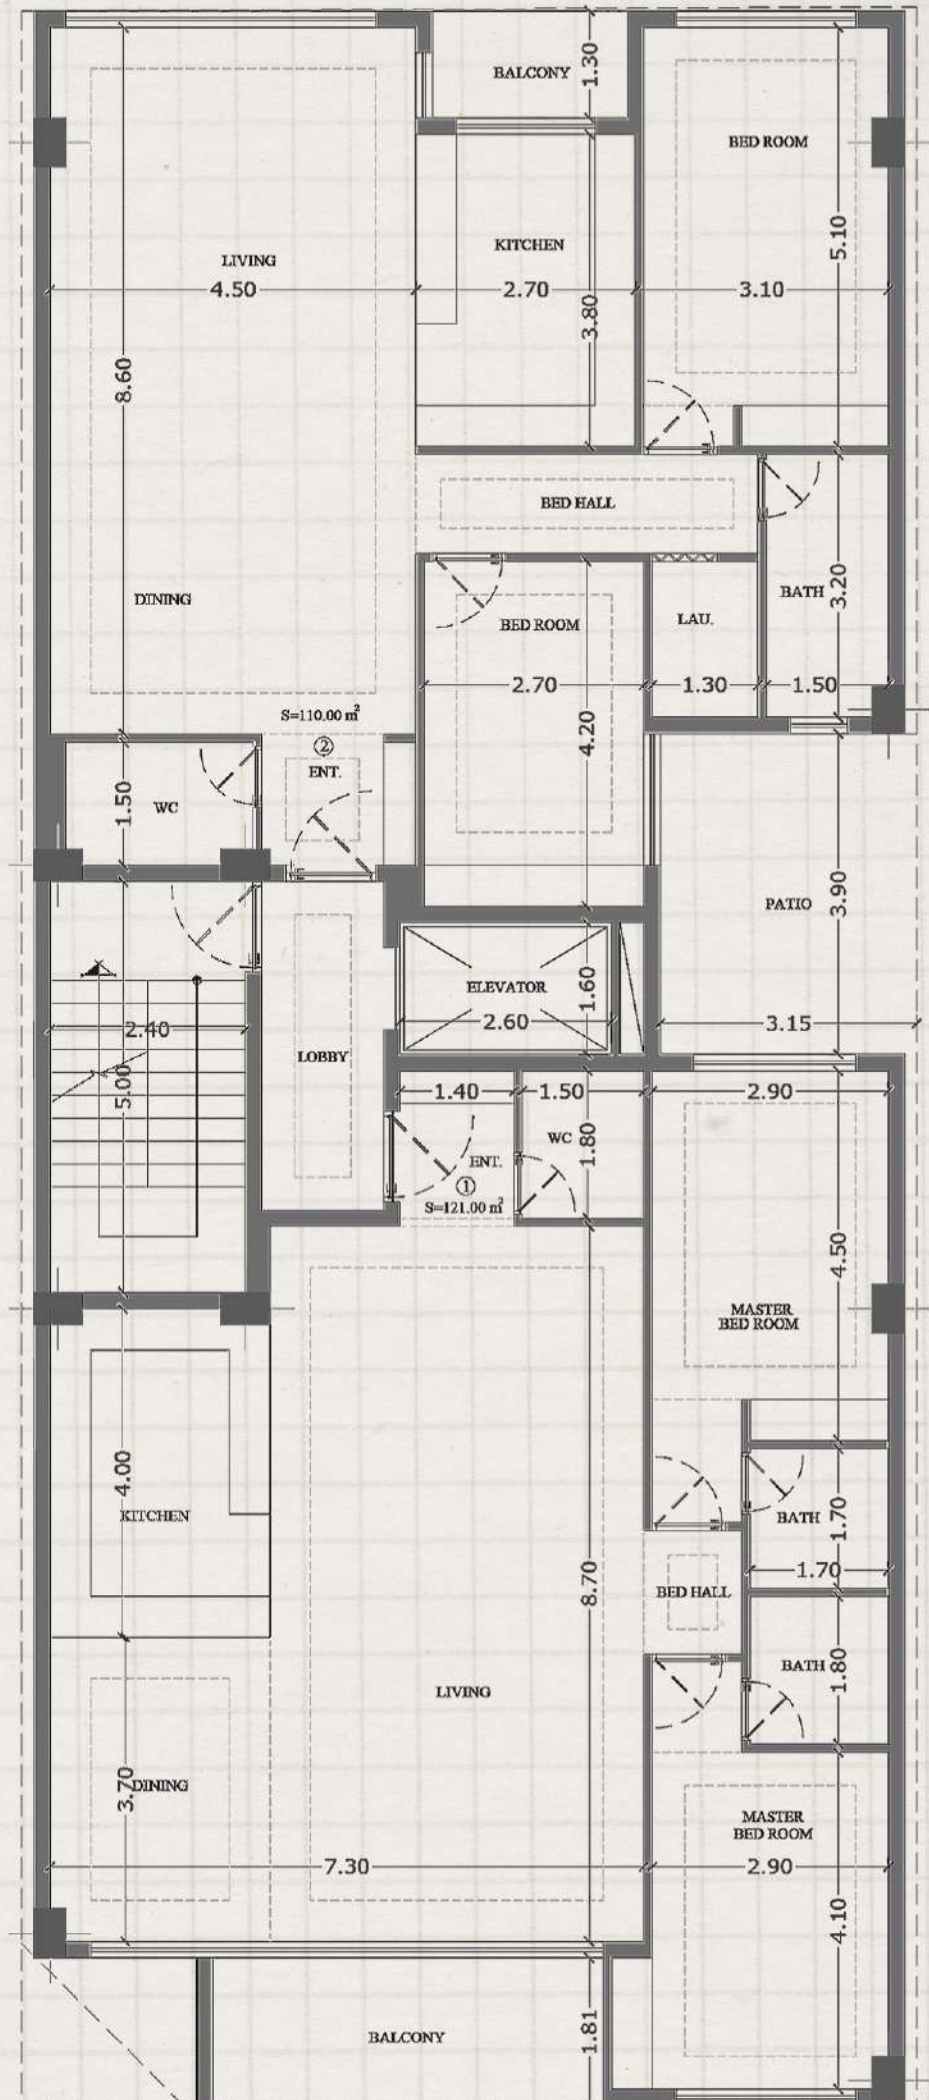 BALCONY
1.30
BED ROOM
5.10
KITCHEN
LIVING
4.50
2.70
3.10
3.80
8.60
BED HALL
DINING
BATH
3.20
BED ROOM
LAU.
2.70
1.30
1.50
S=110.00 m²
4.20
②
ENT.
WC
1.50
PATIO
3.90
ELEVATOR
1.60
2.60
3.15
2.40
LOBBY
5.00
1.40
1.50
2.90
WC
1.80
ENT.
①
S=121.00 m²
4.50
MASTER
BED ROOM
4.00
KITCHEN
BATH
1.70
1.70
8.70
BED HALL
BATH
1.80
LIVING
3.70
DINING
MASTER
BED ROOM
7.30
2.90
4.10
BALCONY
1.81